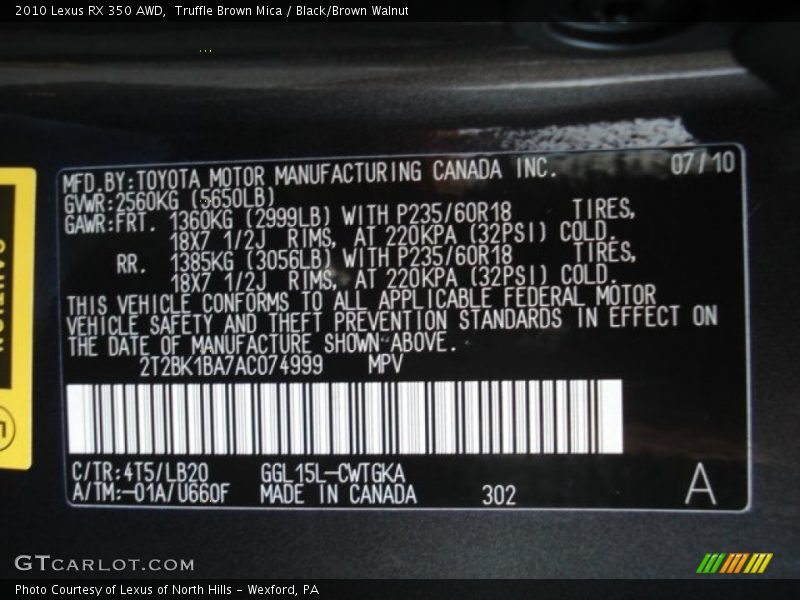 2010 Lexus RX 350 AWD, Truffle Brown Mica / Black/Brown Walnut
MFD.BY:TOYOTA MOTOR MANUFACTURING CANADA INC. 07/10
GVWR:2560KG (5650LB)
GAWR:FRT. 1360KG (2999LB) WITH P235/60R18 TIRES,
18X7 1/2J RIMS, AT 220KPA (32PSI) COLD.
RR. 1385KG (3056LB) WITH P235/60R18 TIRES,
18X7 1/2J RIMS, AT 220KPA (32PSI) COLD.
THIS VEHICLE CONFORMS TO ALL APPLICABLE FEDERAL MOTOR
VEHICLE SAFETY AND THEFT PREVENTION STANDARDS IN EFFECT ON
THE DATE OF MANUFACTURE SHOWN ABOVE.
2T2BK1BA7AC074999 MPV
C/TR:4T5/LB20 GGL15L-CWTGKA
A/TM:-01A/U660F MADE IN CANADA 302 A
GTCARLOT.COM
Photo Courtesy of Lexus of North Hills - Wexford, PA